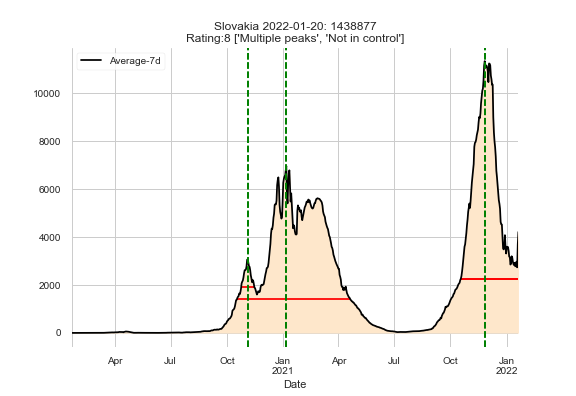 Slovakia 2022-01-20: 1438877
Rating:8 ['Multiple peaks', 'Not in control']
Average-7d
10000
8000
6000
4000
2000
0
Apr Jul Oct Jan Apr Jul Oct Jan
2021 2022
Date